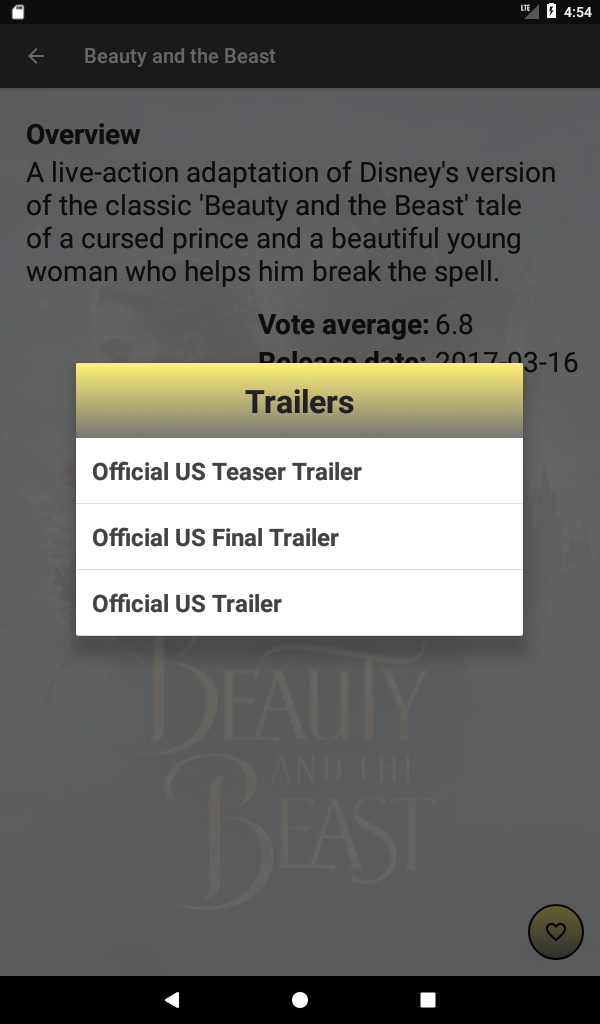 LTE 4:54
Beauty and the Beast
Overview
A live-action adaptation of Disney's version
of the classic 'Beauty and the Beast' tale
of a cursed prince and a beautiful young
woman who helps him break the spell.
Vote average: 6.8
Release date: 2017-03-16
Trailers
Official US Teaser Trailer
Official US Final Trailer
Official US Trailer
BEAUTY
AND THE
BEAST